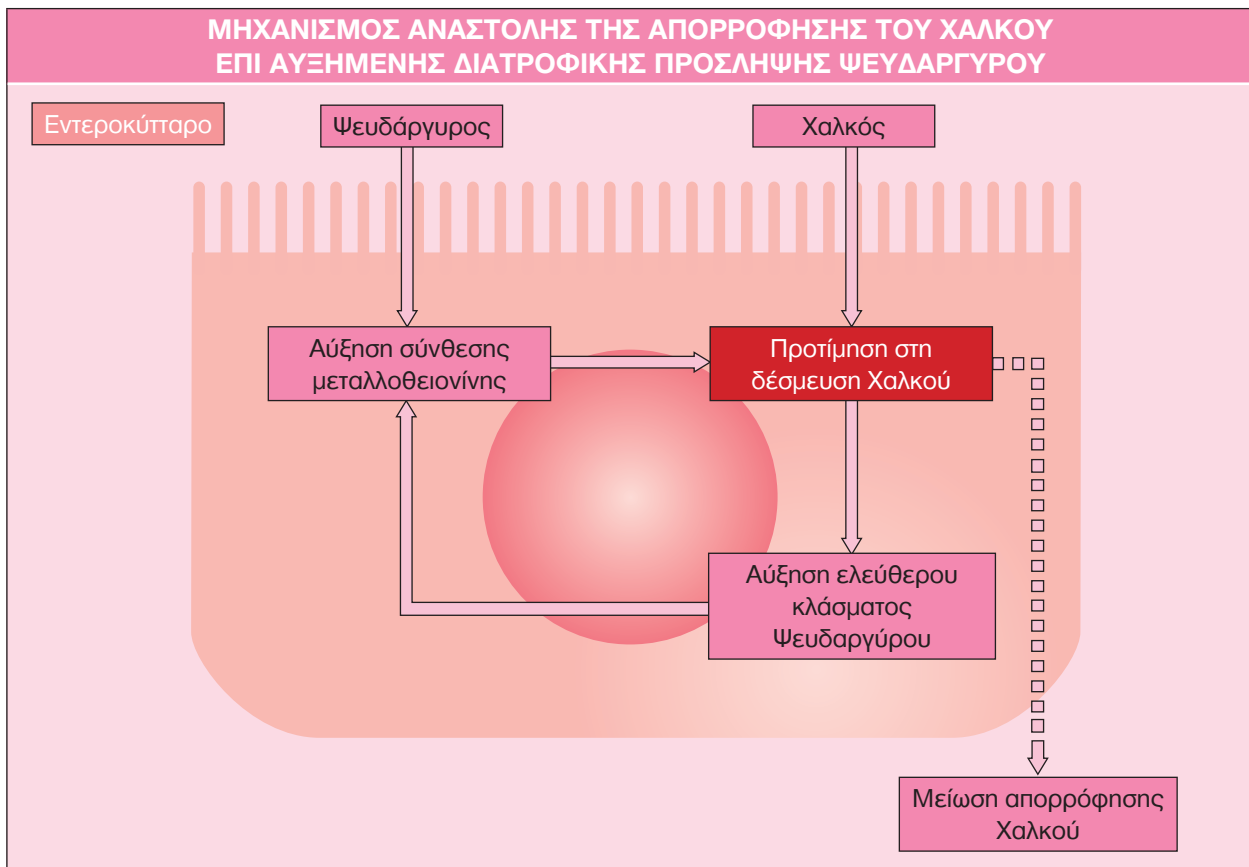 ΜΗΧΑΝΙΣΜΟΣ ΑΝΑΣΤΟΛΗΣ ΤΗΣ ΑΠΟΡΡΟΦΗΣΗΣ ΤΟΥ ΧΑΛΚΟΥ
ΕΠΙ ΑΥΞΗΜΕΝΗΣ ΔΙΑΤΡΟΦΙΚΗΣ ΠΡΟΣΛΗΨΗΣ ΨΕΥΔΑΡΓΥΡΟΥ
Εντεροκύτταρο
Ψευδάργυρος
Χαλκός
Αύξηση σύνθεσης
μεταλλοθειονίνης
Προτίμηση στη
δέσμευση Χαλκού
Αύξηση ελεύθερου
κλάσματος
Ψευδαργύρου
Μείωση απορρόφησης
Χαλκού